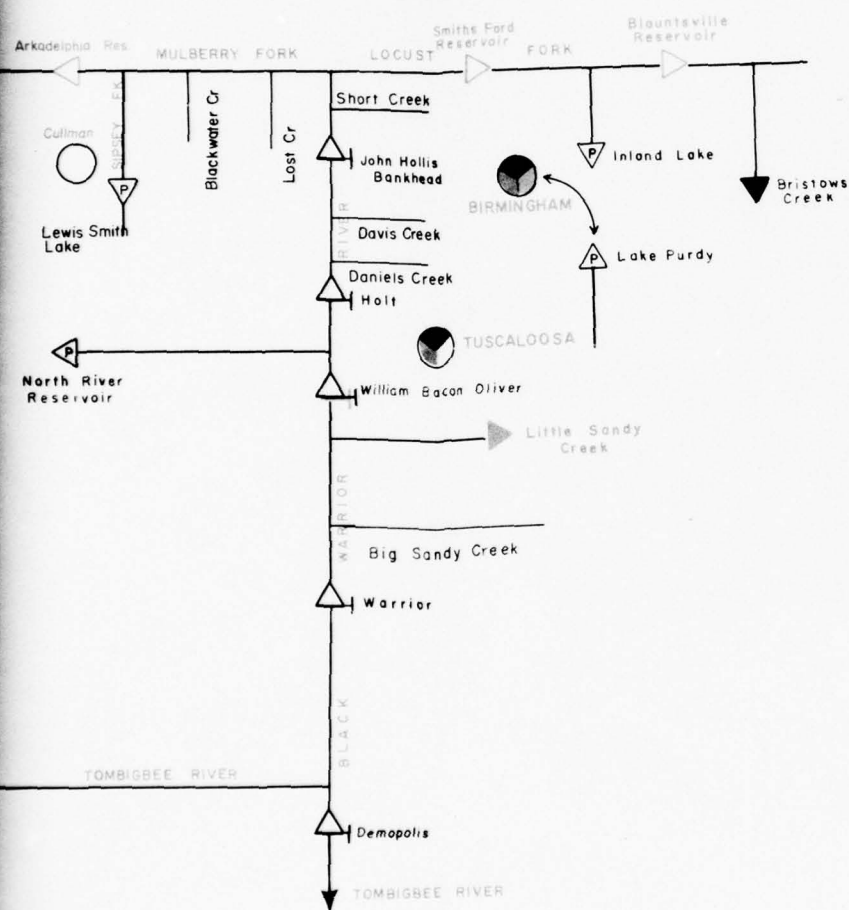 Arkadelphia Res.
MULBERRY FORK
LOCUST
FORK
Smiths Ford
Reservoir
Blountsville
Reservoir
Cullman
SIPSEY FK
P
Lewis Smith
Lake
Blackwater Cr
Lost Cr
Short Creek
John Hollis
Bankhead
P
Inland Lake
BIRMINGHAM
Bristows
Creek
RIVER
Davis Creek
P
Lake Purdy
Daniels Creek
Holt
TUSCALOOSA
P
North River
Reservoir
William Bacon Oliver
Little Sandy
Creek
WARRIOR
Big Sandy Creek
Warrior
BLACK
TOMBIGBEE RIVER
Demopolis
TOMBIGBEE RIVER